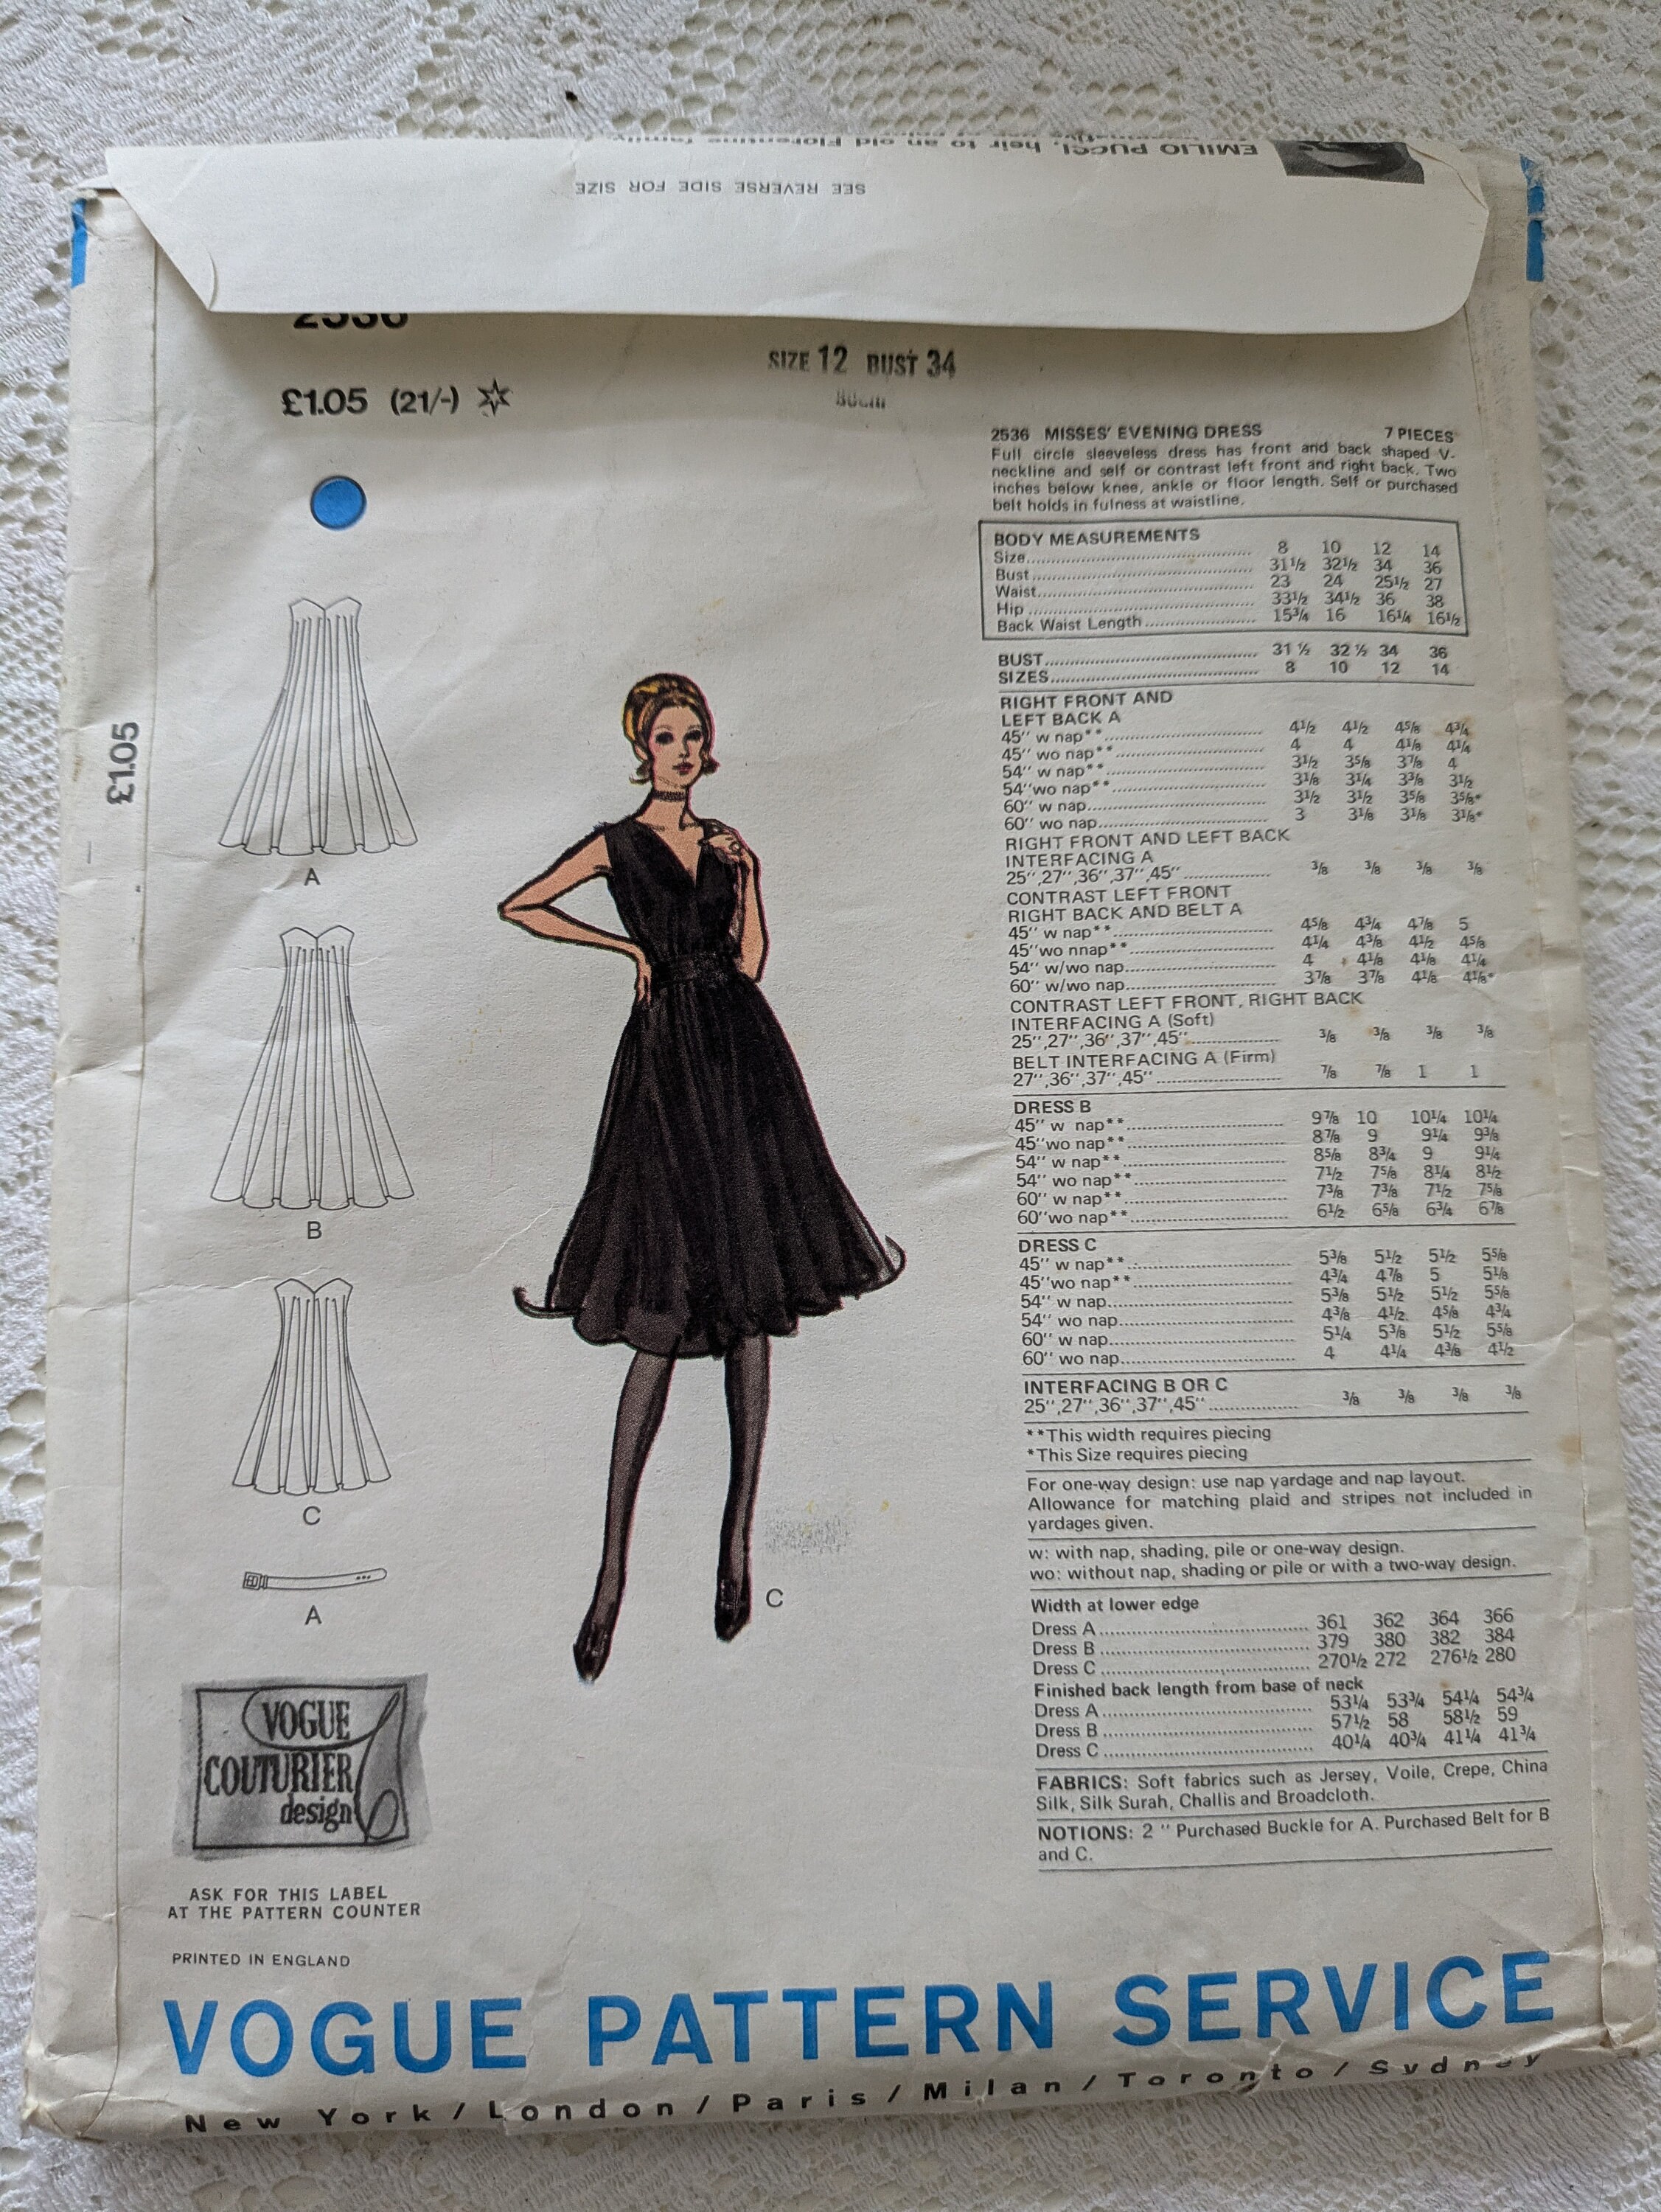 EMILIO PUCCI, heir to an old Florentine family
SEE REVERSE SIDE FOR SIZE
2536
£1.05 (21/-)
SIZE 12 BUST 34
£1.05
2536 MISSES' EVENING DRESS 7 PIECES
Full circle sleeveless dress has front and back shaped V-
neckline and self or contrast left front and right back. Two
inches below knee, ankle or floor length. Self or purchased
belt holds in fulness at waistline.
BODY MEASUREMENTS
Size 8 10 12 14
Bust 31½ 32½ 34 36
Waist 23 24 25½ 27
Hip 33½ 34½ 36 38
Back Waist Length 15¾ 16 16¼ 16½
BUST 31 ½ 32 ½ 34 36
SIZES 8 10 12 14
RIGHT FRONT AND
LEFT BACK A
45'' w nap** 4½ 4½ 4⅝ 4¾
45'' wo nap** 4 4 4⅛ 4¼
54'' w nap** 3½ 3⅝ 3⅞ 4
54''wo nap** 3⅛ 3¼ 3⅜ 3½
60'' w nap 3½ 3½ 3⅝ 3⅝*
60'' wo nap 3 3⅛ 3⅛ 3⅛*
RIGHT FRONT AND LEFT BACK
INTERFACING A
25'',27'',36'',37'',45'' ⅜ ⅜ ⅜ ⅜
CONTRAST LEFT FRONT
RIGHT BACK AND BELT A
45'' w nap** 4⅝ 4¾ 4⅞ 5
45''wo nnap** 4¼ 4⅜ 4½ 4⅝
54'' w/wo nap 4 4⅛ 4⅛ 4¼
60'' w/wo nap 3⅞ 3⅞ 4⅛ 4⅛*
CONTRAST LEFT FRONT, RIGHT BACK
INTERFACING A (Soft)
25'',27'',36'',37'',45'' ⅜ ⅜ ⅜ ⅜
BELT INTERFACING A (Firm)
27'',36'',37'',45'' ⅞ ⅞ 1 1
DRESS B
45'' w nap** 9⅞ 10 10¼ 10¼
45''wo nap** 8⅞ 9 9¼ 9⅜
54'' w nap** 8⅝ 8¾ 9 9¼
54'' wo nap** 7½ 7⅝ 8¼ 8½
60'' w nap** 7⅜ 7⅜ 7½ 7⅝
60''wo nap** 6½ 6⅝ 6¾ 6⅞
DRESS C
45'' w nap** 5⅜ 5½ 5½ 5⅝
45''wo nap** 4¾ 4⅞ 5 5⅛
54'' w nap 5⅜ 5½ 5½ 5⅝
54'' wo nap 4⅜ 4½ 4⅝ 4¾
60'' w nap 5¼ 5⅜ 5½ 5⅝
60'' wo nap 4 4¼ 4⅜ 4½
INTERFACING B OR C
25'',27'',36'',37'',45'' ⅜ ⅜ ⅜ ⅜
**This width requires piecing
*This Size requires piecing
For one-way design: use nap yardage and nap layout.
Allowance for matching plaid and stripes not included in
yardages given.
w: with nap, shading, pile or one-way design.
wo: without nap, shading or pile or with a two-way design.
Width at lower edge
Dress A 361 362 364 366
Dress B 379 380 382 384
Dress C 270½ 272 276½ 280
Finished back length from base of neck
Dress A 53¼ 53¾ 54¼ 54¾
Dress B 57½ 58 58½ 59
Dress C 40¼ 40¾ 41¼ 41¾
FABRICS: Soft fabrics such as Jersey, Voile, Crepe, China
Silk, Silk Surah, Challis and Broadcloth.
NOTIONS: 2 '' Purchased Buckle for A. Purchased Belt for B
and C.
A
B
C
A
C
VOGUE
COUTURIER
design
ASK FOR THIS LABEL
AT THE PATTERN COUNTER
PRINTED IN ENGLAND
VOGUE PATTERN SERVICE
New York / London / Paris / Milan / Toronto / Sydney